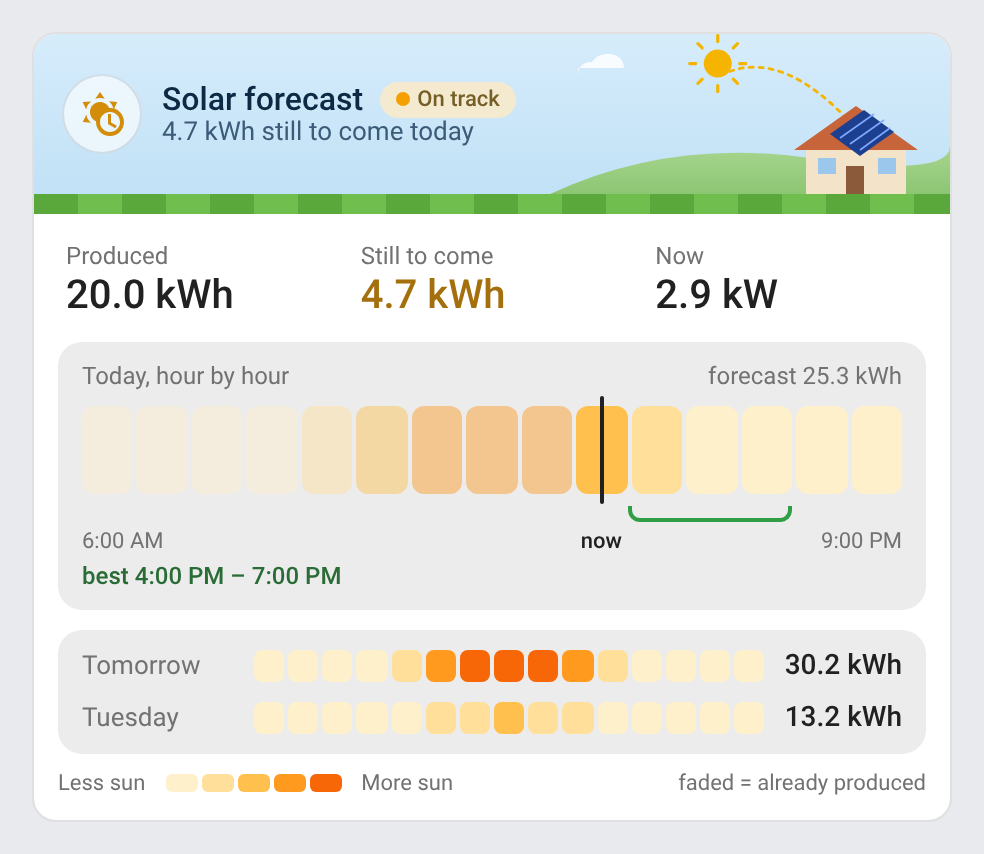 Solar forecast
On track
4.7 kWh still to come today
Produced
20.0 kWh
Still to come
4.7 kWh
Now
2.9 kW
Today, hour by hour
forecast 25.3 kWh
6:00 AM
now
9:00 PM
best 4:00 PM – 7:00 PM
Tomorrow
30.2 kWh
Tuesday
13.2 kWh
Less sun
More sun
faded = already produced